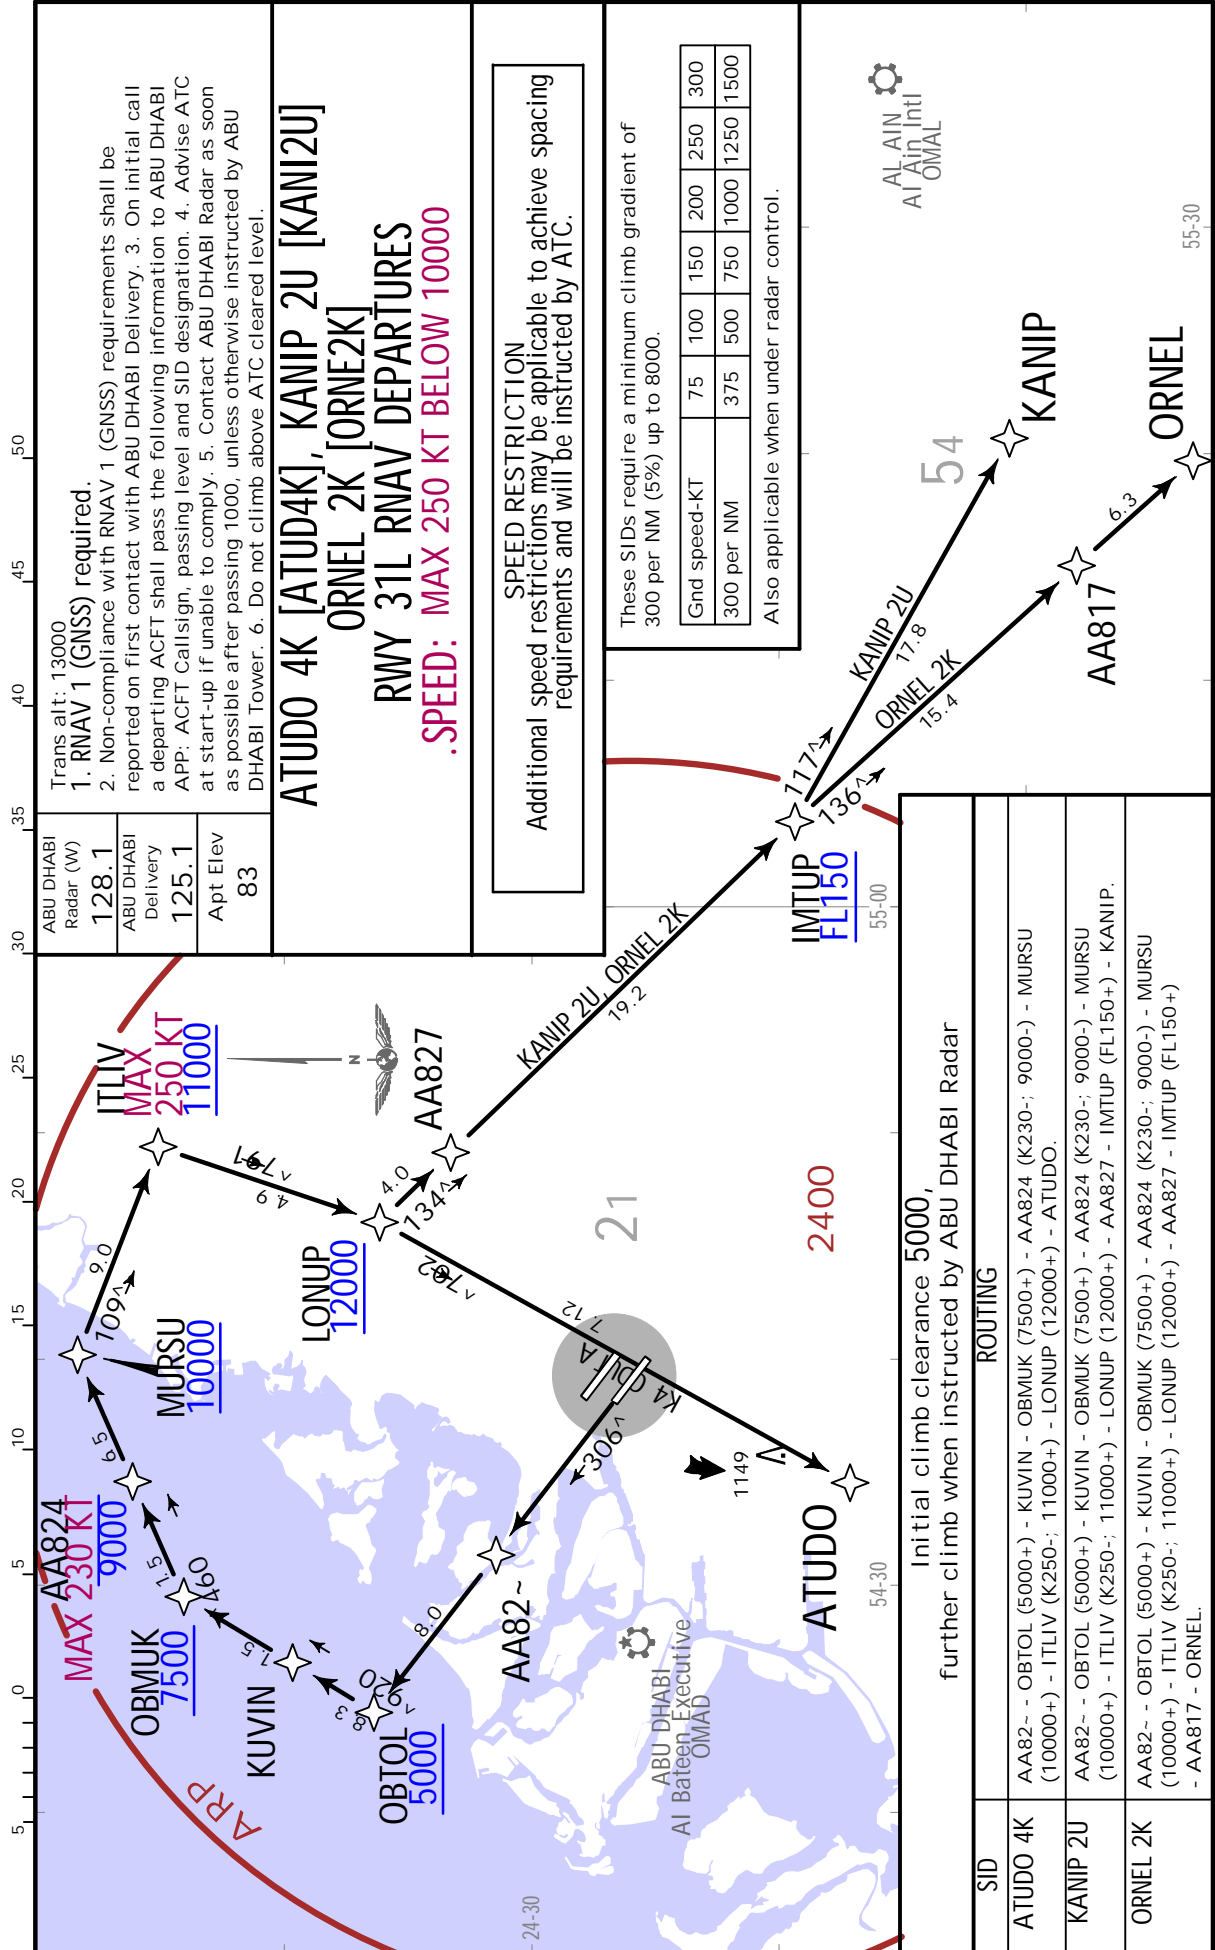 ABU DHABI
Radar (W)
128.1
ABU DHABI
Delivery
125.1
Apt Elev
83
Trans alt: 13000
1. RNAV 1 (GNSS) required.
2. Non-compliance with RNAV 1 (GNSS) requirements shall be
reported on first contact with ABU DHABI Delivery. 3. On initial call
a departing ACFT shall pass the following information to ABU DHABI
APP: ACFT Callsign, passing level and SID designation. 4. Advise ATC
at start-up if unable to comply. 5. Contact ABU DHABI Radar as soon
as possible after passing 1000, unless otherwise instructed by ABU
DHABI Tower. 6. Do not climb above ATC cleared level.
ATUDO 4K [ATUD4K], KANIP 2U [KANI2U]
ORNEL 2K [ORNE2K]
RWY 31L RNAV DEPARTURES
.SPEED: MAX 250 KT BELOW 10000
SPEED RESTRICTION
Additional speed restrictions may be applicable to achieve spacing
requirements and will be instructed by ATC.
These SIDs require a minimum climb gradient of
300 per NM (5%) up to 8000.
Gnd speed-KT 75 100 150 200 250 300
300 per NM 375 500 750 1000 1250 1500
Also applicable when under radar control.
5 0 5 10 15 20 25 30 35 40 45 50
ARP
AA824
MAX 230 KT
9000
OBMUK
7500
KUVIN
OBTOL
5000
MURSU
10000
ITLIV
MAX
250 KT
11000
LONUP
12000
AA827
AA82~
ATUDO
IMTUP
FL150
KANIP
ORNEL
AA817
8.0
1.5
1.5
6.5
9.0
109^
4.9
4.0
134^
306^
1149
N
KANIP 2U, ORNEL 2K
19.2
117^
136^
KANIP 2U
17.8
ORNEL 2K
15.4
6.3
21
54
2400
ABU DHABI
Al Bateen Executive
OMAD
AL AIN
Al Ain Intl
OMAL
24-30
54-30
55-00
55-30
Initial climb clearance 5000,
further climb when instructed by ABU DHABI Radar
SID ROUTING
ATUDO 4K AA82~ - OBTOL (5000+) - KUVIN - OBMUK (7500+) - AA824 (K230-; 9000-) - MURSU
(10000+) - ITLIV (K250-; 11000+) - LONUP (12000+) - ATUDO.
KANIP 2U AA82~ - OBTOL (5000+) - KUVIN - OBMUK (7500+) - AA824 (K230-; 9000-) - MURSU
(10000+) - ITLIV (K250-; 11000+) - LONUP (12000+) - AA827 - IMTUP (FL150+) - KANIP.
ORNEL 2K AA82~ - OBTOL (5000+) - KUVIN - OBMUK (7500+) - AA824 (K230-; 9000-) - MURSU
(10000+) - ITLIV (K250-; 11000+) - LONUP (12000+) - AA827 - IMTUP (FL150+)
- AA817 - ORNEL.